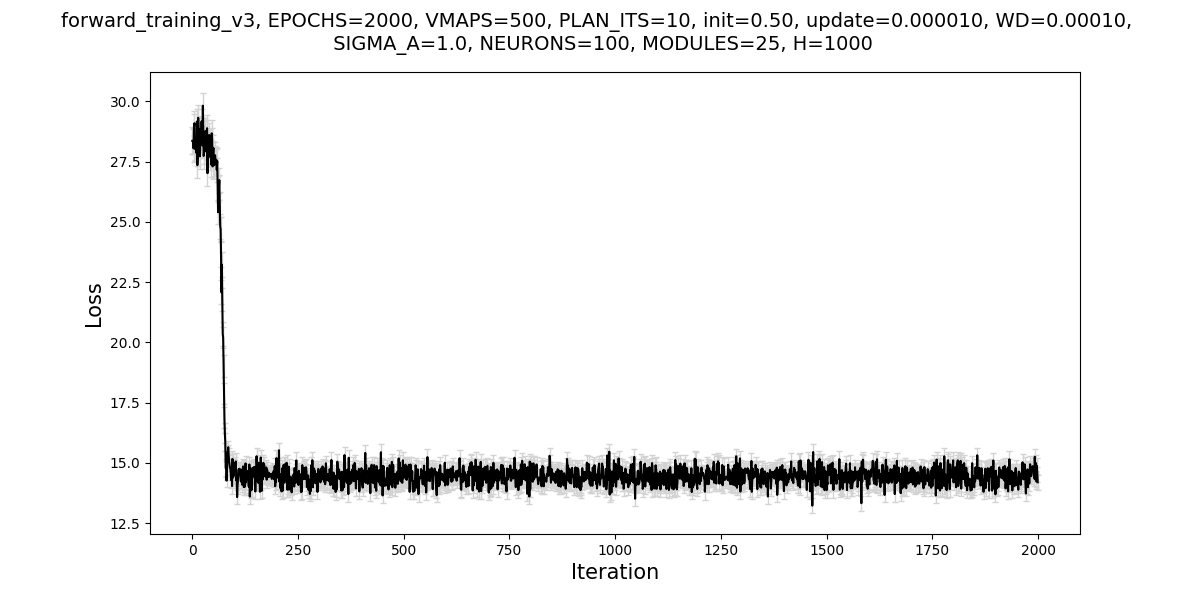 forward_training_v3, EPOCHS=2000, VMAPS=500, PLAN_ITS=10, init=0.50, update=0.000010, WD=0.00010,
SIGMA_A=1.0, NEURONS=100, MODULES=25, H=1000
30.0
27.5
25.0
22.5
20.0
17.5
15.0
12.5
Loss
0 250 500 750 1000 1250 1500 1750 2000
Iteration